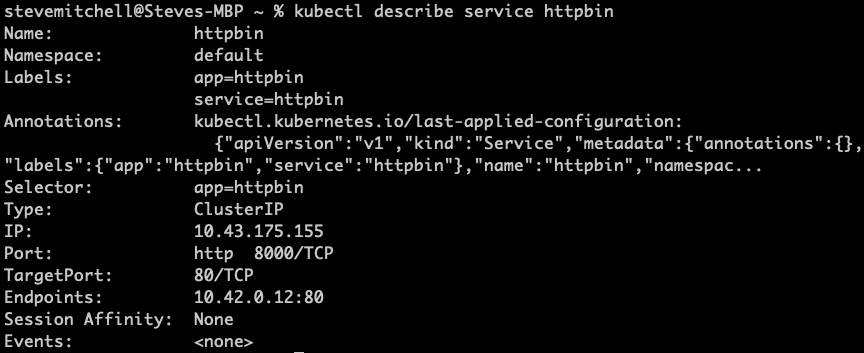 stevemitchell@Steves-MBP ~ % kubectl describe service httpbin
Name:              httpbin
Namespace:         default
Labels:            app=httpbin
                   service=httpbin
Annotations:       kubectl.kubernetes.io/last-applied-configuration:
                     {"apiVersion":"v1","kind":"Service","metadata":{"annotations":{},
"labels":{"app":"httpbin","service":"httpbin"},"name":"httpbin","namespac...
Selector:          app=httpbin
Type:              ClusterIP
IP:                10.43.175.155
Port:              http  8000/TCP
TargetPort:        80/TCP
Endpoints:         10.42.0.12:80
Session Affinity:  None
Events:            <none>